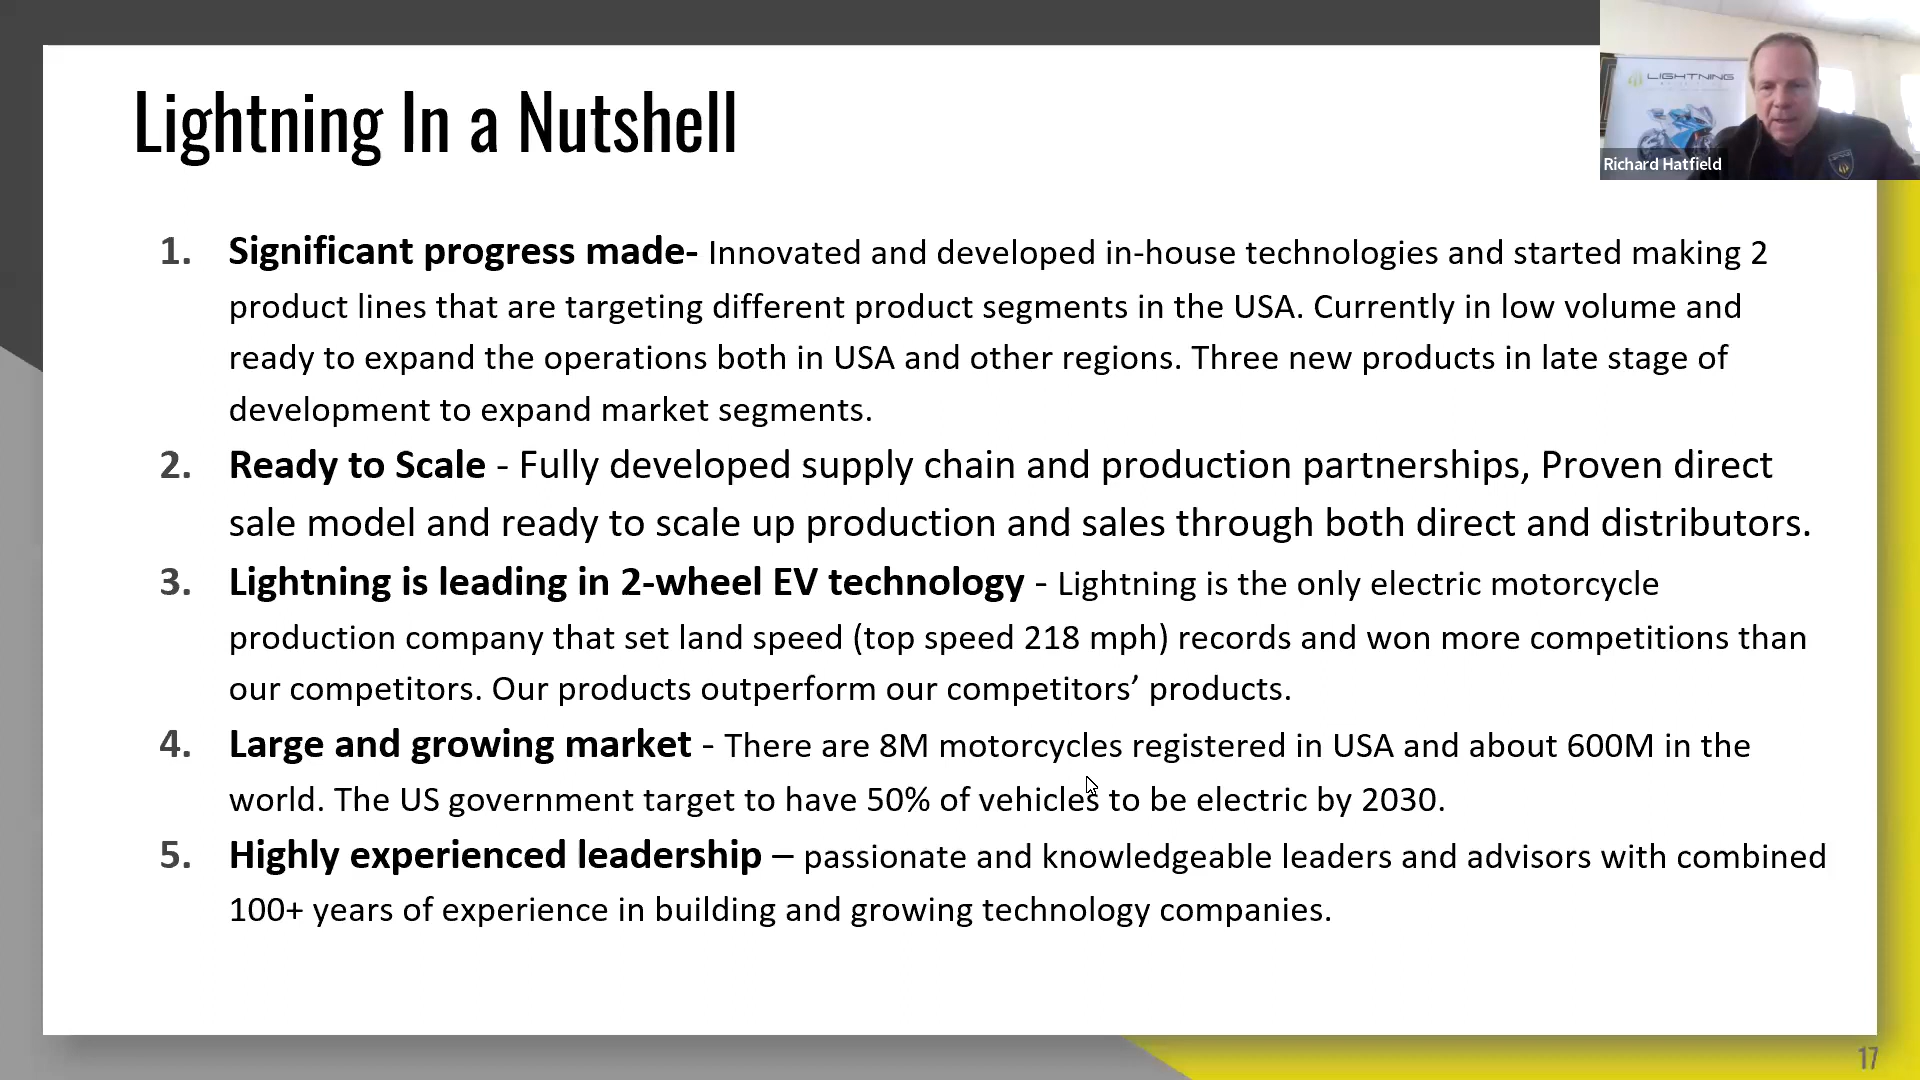 Lightning In a Nutshell
LIGHTNING
Richard Hatfield
1. Significant progress made- Innovated and developed in-house technologies and started making 2
product lines that are targeting different product segments in the USA. Currently in low volume and
ready to expand the operations both in USA and other regions. Three new products in late stage of
development to expand market segments.
2. Ready to Scale - Fully developed supply chain and production partnerships, Proven direct
sale model and ready to scale up production and sales through both direct and distributors.
3. Lightning is leading in 2-wheel EV technology - Lightning is the only electric motorcycle
production company that set land speed (top speed 218 mph) records and won more competitions than
our competitors. Our products outperform our competitors’ products.
4. Large and growing market - There are 8M motorcycles registered in USA and about 600M in the
world. The US government target to have 50% of vehicles to be electric by 2030.
5. Highly experienced leadership – passionate and knowledgeable leaders and advisors with combined
100+ years of experience in building and growing technology companies.
17